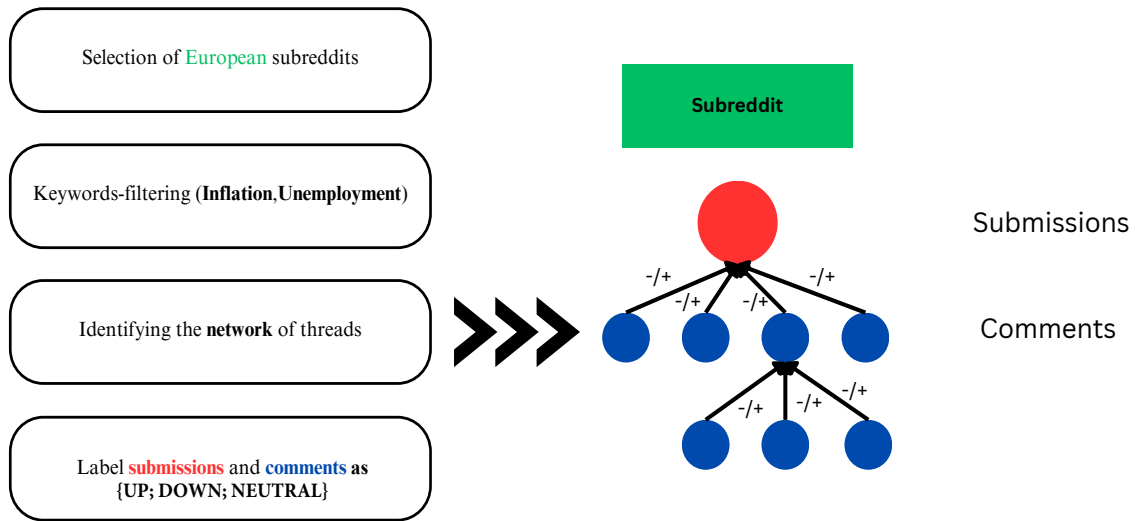 Selection of European subreddits
Keywords-filtering (Inflation,Unemployment)
Identifying the network of threads
Label submissions and comments as
{UP; DOWN; NEUTRAL}
Subreddit
Submissions
-/+
-/+
-/+
-/+
Comments
-/+
-/+
-/+